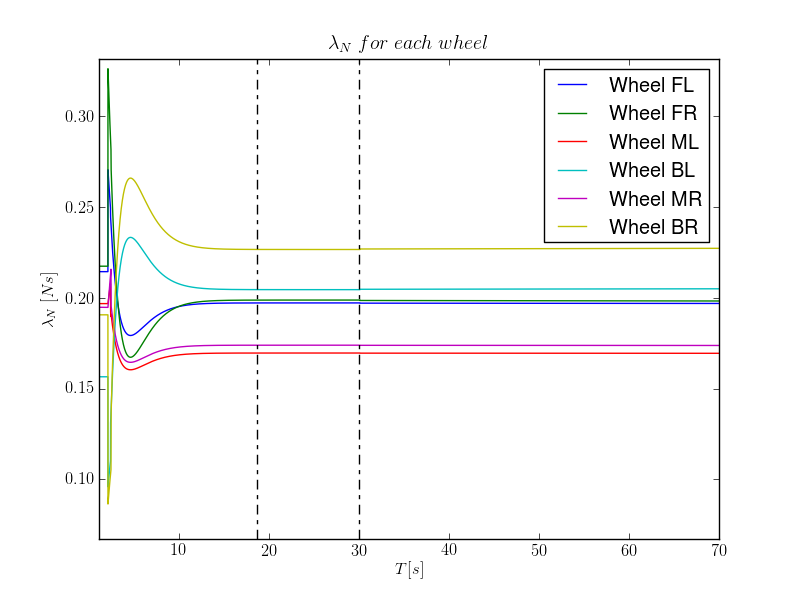 λN for each wheel
Wheel FL
Wheel FR
Wheel ML
Wheel BL
Wheel MR
Wheel BR
0.30
0.25
0.20
0.15
0.10
λN [Ns]
10 20 30 40 50 60 70
T[s]